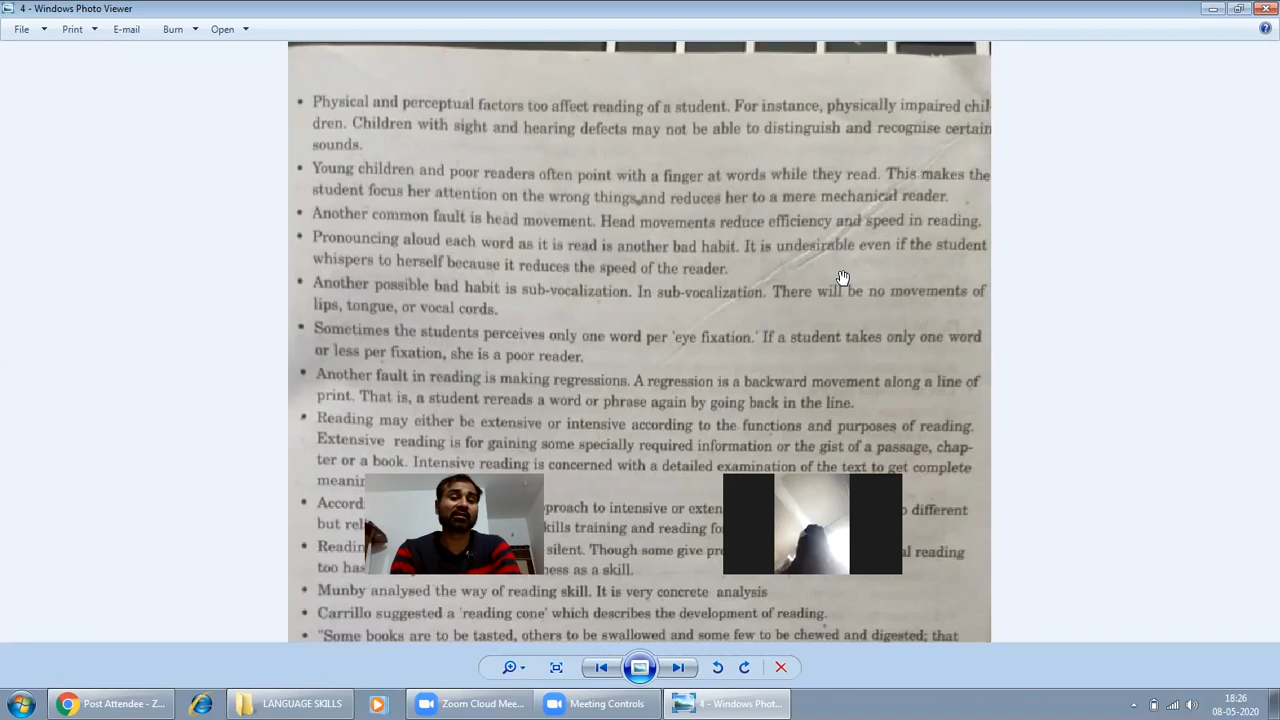 4 - Windows Photo Viewer
File Print E-mail Burn Open
• Physical and perceptual factors too affect reading of a student. For instance, physically impaired chil-
dren. Children with sight and hearing defects may not be able to distinguish and recognise certain
sounds.
• Young children and poor readers often point with a finger at words while they read. This makes the
student focus her attention on the wrong things, and reduces her to a mere mechanical reader.
• Another common fault is head movement. Head movements reduce efficiency and speed in reading.
• Pronouncing aloud each word as it is read is another bad habit. It is undesirable even if the student
whispers to herself because it reduces the speed of the reader.
• Another possible bad habit is sub-vocalization. In sub-vocalization. There will be no movements of
lips, tongue, or vocal cords.
• Sometimes the students perceives only one word per 'eye fixation.' If a student takes only one word
or less per fixation, she is a poor reader.
• Another fault in reading is making regressions. A regression is a backward movement along a line of
print. That is, a student rereads a word or phrase again by going back in the line.
• Reading may either be extensive or intensive according to the functions and purposes of reading.
Extensive reading is for gaining some specially required information or the gist of a passage, chap-
ter or a book. Intensive reading is concerned with a detailed examination of the text to get complete
• to intensive or different
but kills training and reading
• silent. Though some give reading
too as a skill.
• Munby analysed the way of reading skill. It is very concrete analysis
• Carrillo suggested a 'reading cone' which describes the development of reading.
• "Some books are to be tasted, others to be swallowed and some few to be chewed and digested; that
Post Attendee - Z... LANGUAGE SKILLS Zoom Cloud Mee... Meeting Controls 4 - Windows Phot... 18:26
08-05-2020